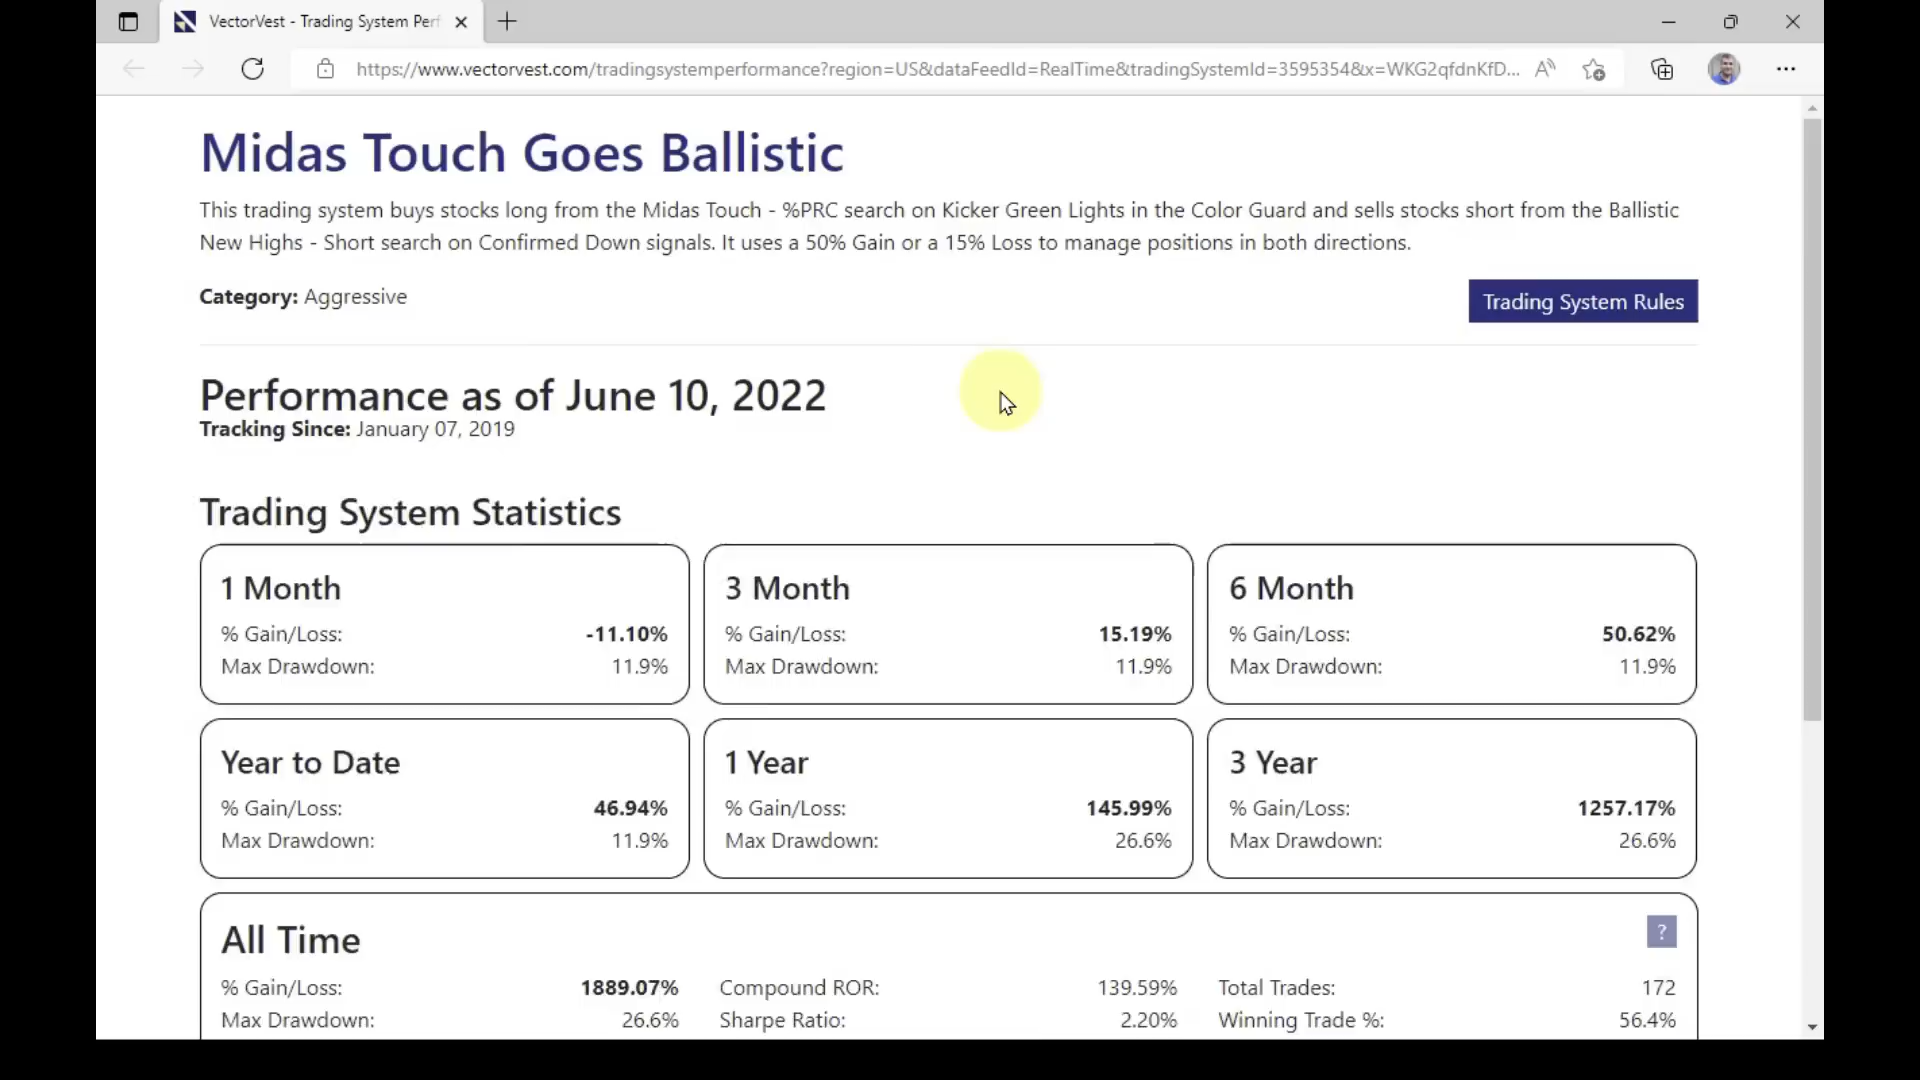 VectorVest - Trading System Perf
https://www.vectorvest.com/tradingsystemperformance?region=US&dataFeedId=RealTime&tradingSystemId=3595354&x=WKG2qfdnKfD...
Midas Touch Goes Ballistic
This trading system buys stocks long from the Midas Touch - %PRC search on Kicker Green Lights in the Color Guard and sells stocks short from the Ballistic
New Highs - Short search on Confirmed Down signals. It uses a 50% Gain or a 15% Loss to manage positions in both directions.
Category: Aggressive
Trading System Rules
Performance as of June 10, 2022
Tracking Since: January 07, 2019
Trading System Statistics
1 Month
% Gain/Loss: -11.10%
Max Drawdown: 11.9%
3 Month
% Gain/Loss: 15.19%
Max Drawdown: 11.9%
6 Month
% Gain/Loss: 50.62%
Max Drawdown: 11.9%
Year to Date
% Gain/Loss: 46.94%
Max Drawdown: 11.9%
1 Year
% Gain/Loss: 145.99%
Max Drawdown: 26.6%
3 Year
% Gain/Loss: 1257.17%
Max Drawdown: 26.6%
All Time
?
% Gain/Loss: 1889.07% Compound ROR: 139.59% Total Trades: 172
Max Drawdown: 26.6% Sharpe Ratio: 2.20% Winning Trade %: 56.4%